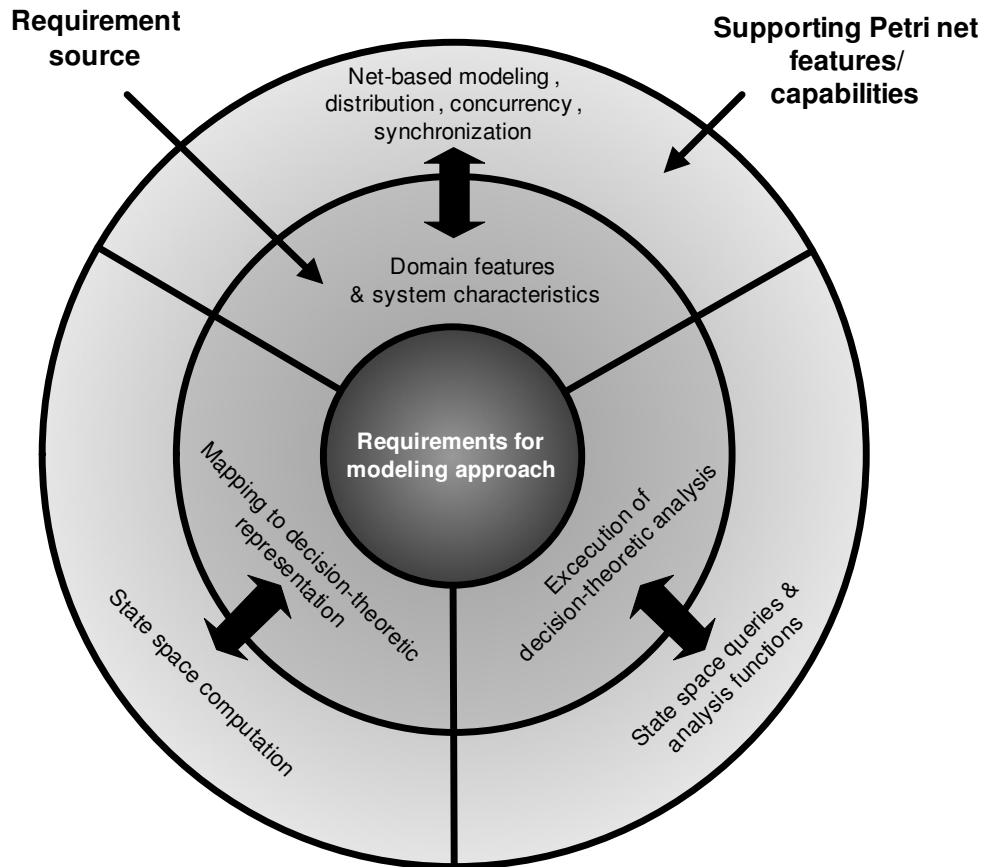 Requirement
source
Supporting Petri net
features/
capabilities
Net-based modeling ,
distribution , concurrency ,
synchronization
Domain features
& system characteristics
Requirements for
modeling approach
Mapping to decision-theoretic
representation
State space computation
Excecution of
decision-theoretic analysis
State space queries &
analysis functions